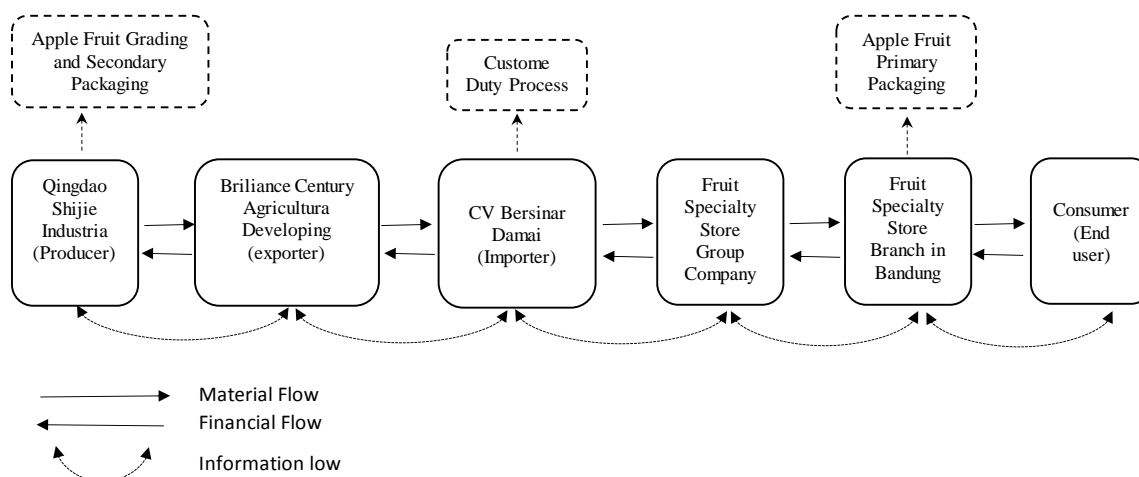 Apple Fruit Grading
and Secondary
Packaging
Custome
Duty Process
Apple Fruit
Primary
Packaging
Qingdao
Shijie
Industria
(Producer)
Briliance Century
Agricultura
Developing
(exporter)
CV Bersinar
Damai
(Importer)
Fruit
Specialty
Store
Group
Company
Fruit
Specialty
Store
Branch in
Bandung
Consumer
(End
user)
Material Flow
Financial Flow
Information low